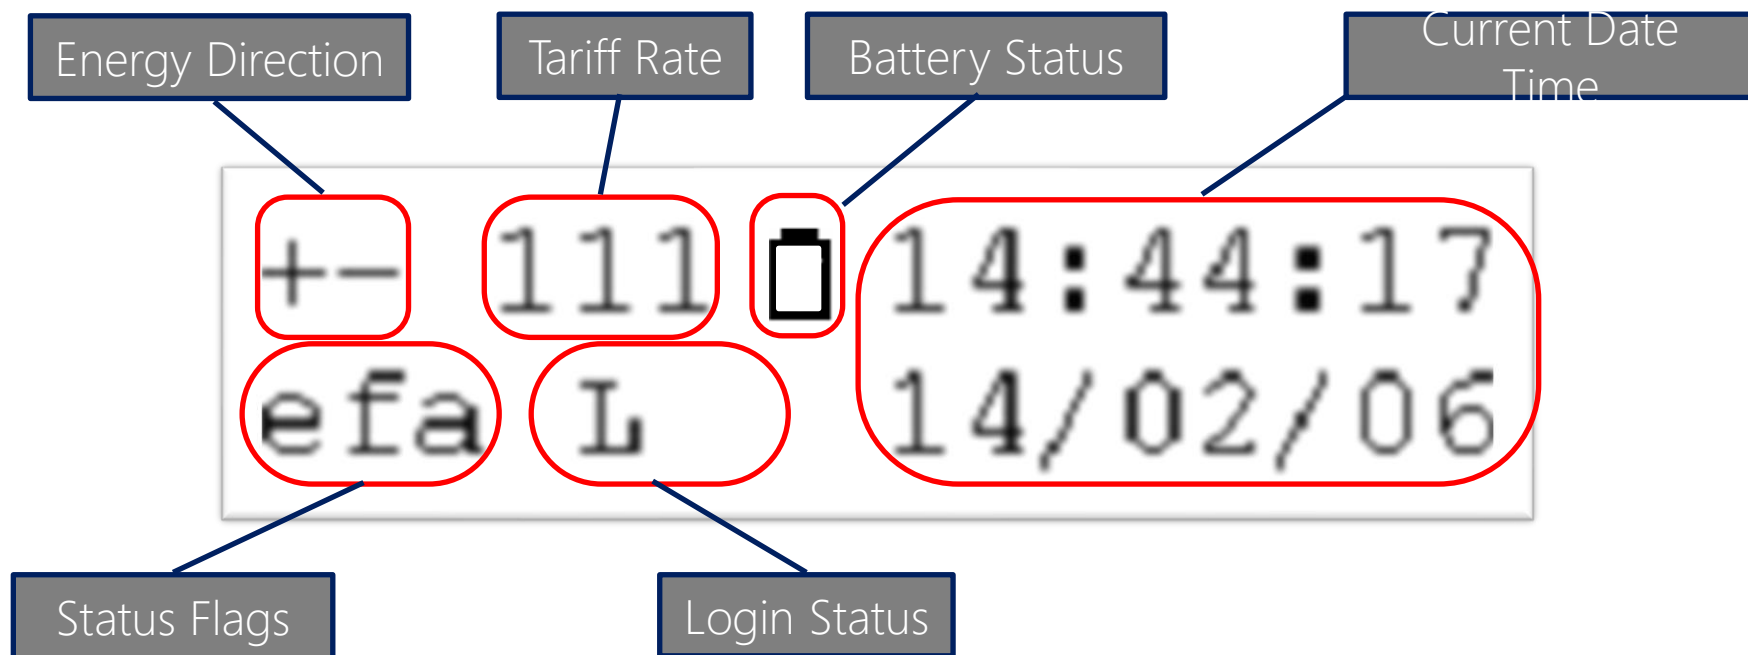 Energy Direction
Tariff Rate
Battery Status
Current Date
Time
+- 111 14:44:17
efa L 14/02/06
Status Flags
Login Status